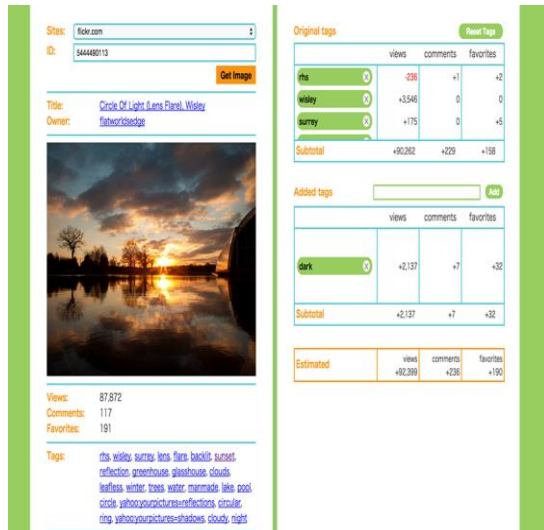 Sites: flickr.com
ID: 5444480113
Get Image
Title: Circle Of Light (Lens Flare), Wisley
Owner: flatworldsedge
Views: 87,872
Comments: 117
Favorites: 191
Tags: rhs, wisley, surrey, lens, flare, backlit, sunset,
reflection, greenhouse, glasshouse, clouds,
leafless, winter, trees, water, manmade, lake, pool,
circle, yahoo:yourpictures=reflections, circular,
ring, yahoo:yourpictures=shadows, cloudy, night
Original tags Reset Tags
views comments favorites
rhs -236 +1 +2
wisley +3,546 0 0
surrey +175 0 +5
Subtotal +90,262 +229 +158
Added tags Add
views comments favorites
dark +2,137 +7 +32
Subtotal +2,137 +7 +32
Estimated views comments favorites
+92,399 +236 +190